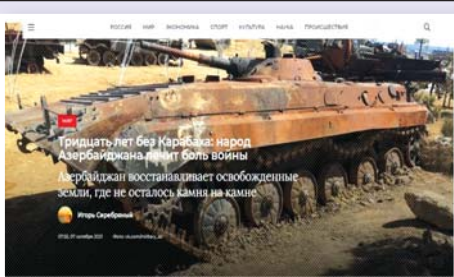 РОССИЯ МИР ЭКОНОМИКА СПОРТ КУЛЬТУРА НАУКА ПРОИСШЕСТВИЯ
МИР
Тридцать лет без Карабаха: народ
Азербайджана лечит боль войны
Азербайджан восстанавливает освобожденные
земли, где не осталось камня на камне
Игорь Серебряный